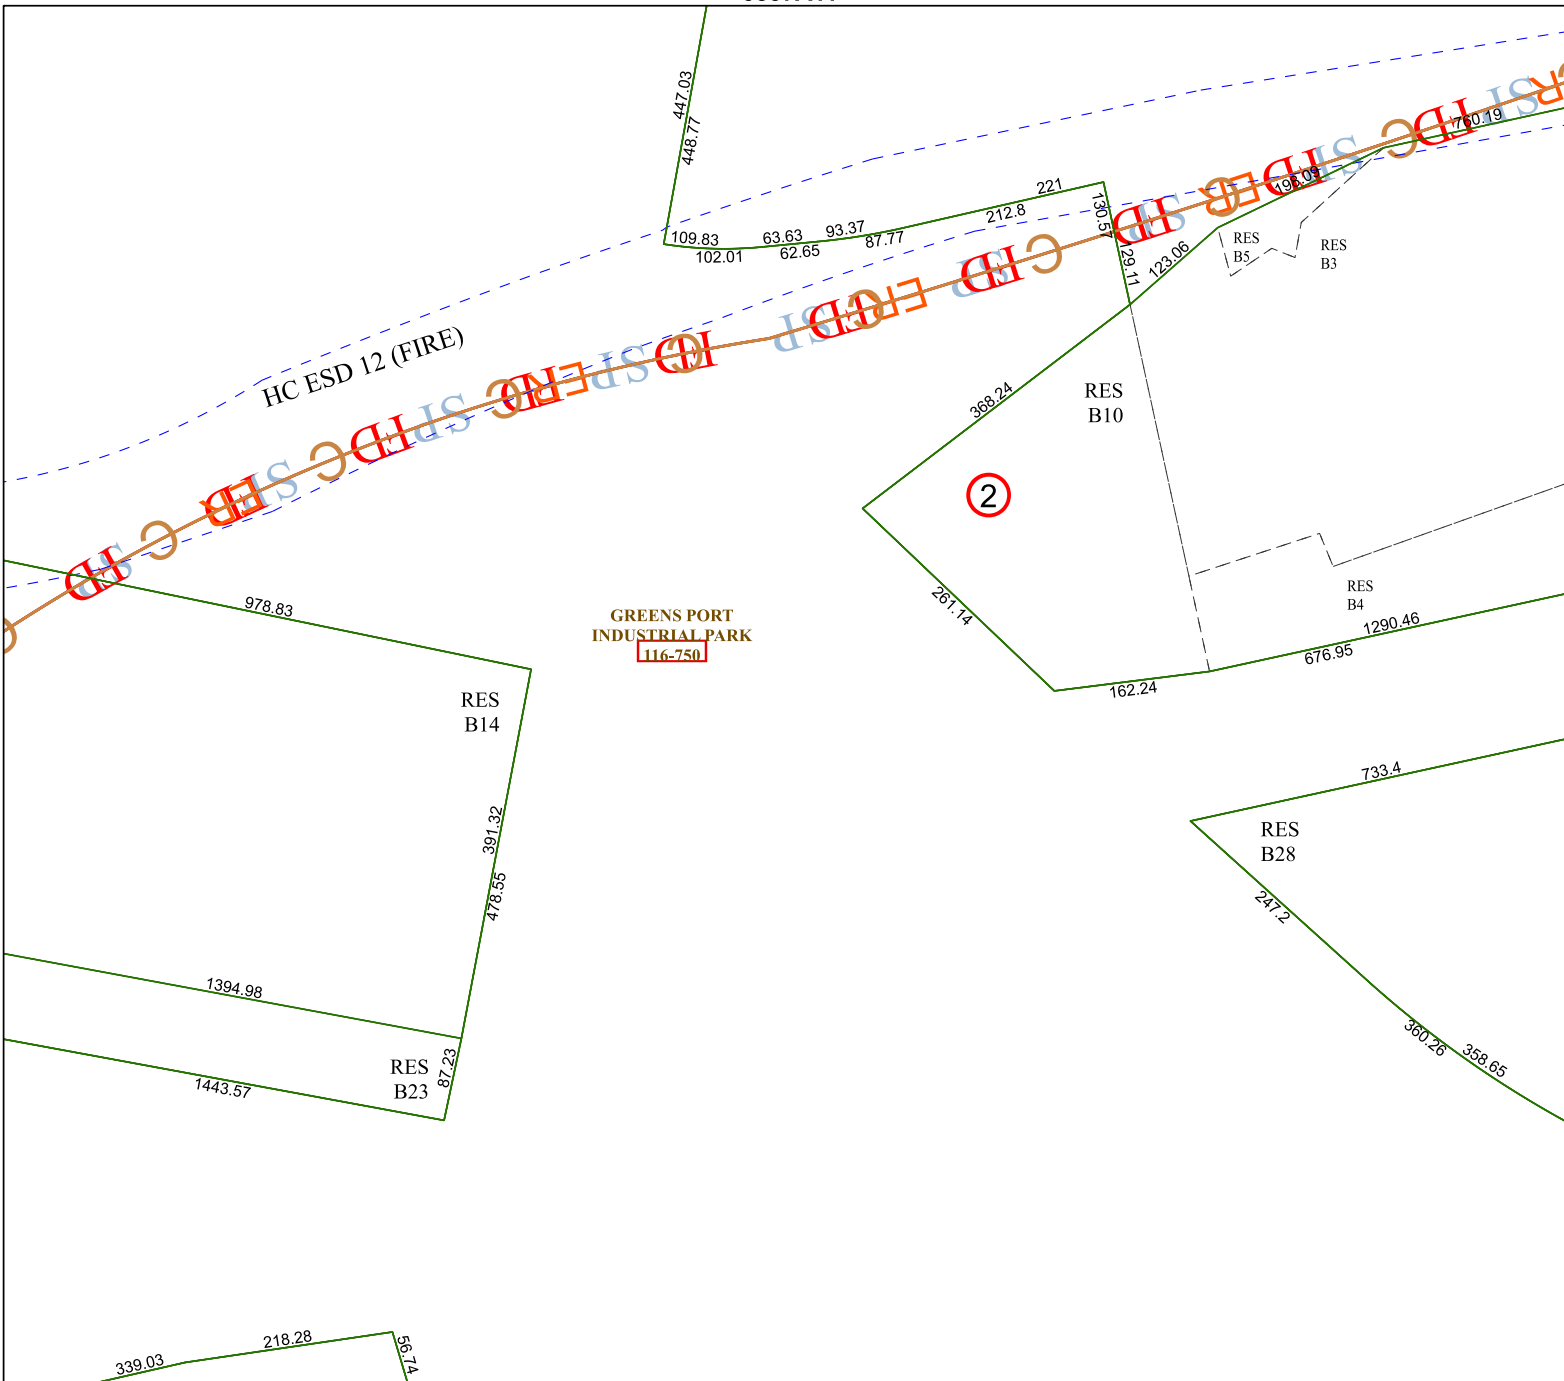 447.03
448.77
760.19
198.09
221
130.57
212.8
109.83
63.63
93.37
102.01
62.65
87.77
129.11
123.06
RES
B5
RES
B3
HC ESD 12 (FIRE)
368.24
RES
B10
2
978.83
261.14
GREENS PORT
INDUSTRIAL PARK
116-750
RES
B4
1290.46
676.95
162.24
RES
B14
733.4
391.32
RES
B28
478.55
247.2
1394.98
360.26
358.65
RES
B23
87.23
1443.57
218.28
56.74
339.03